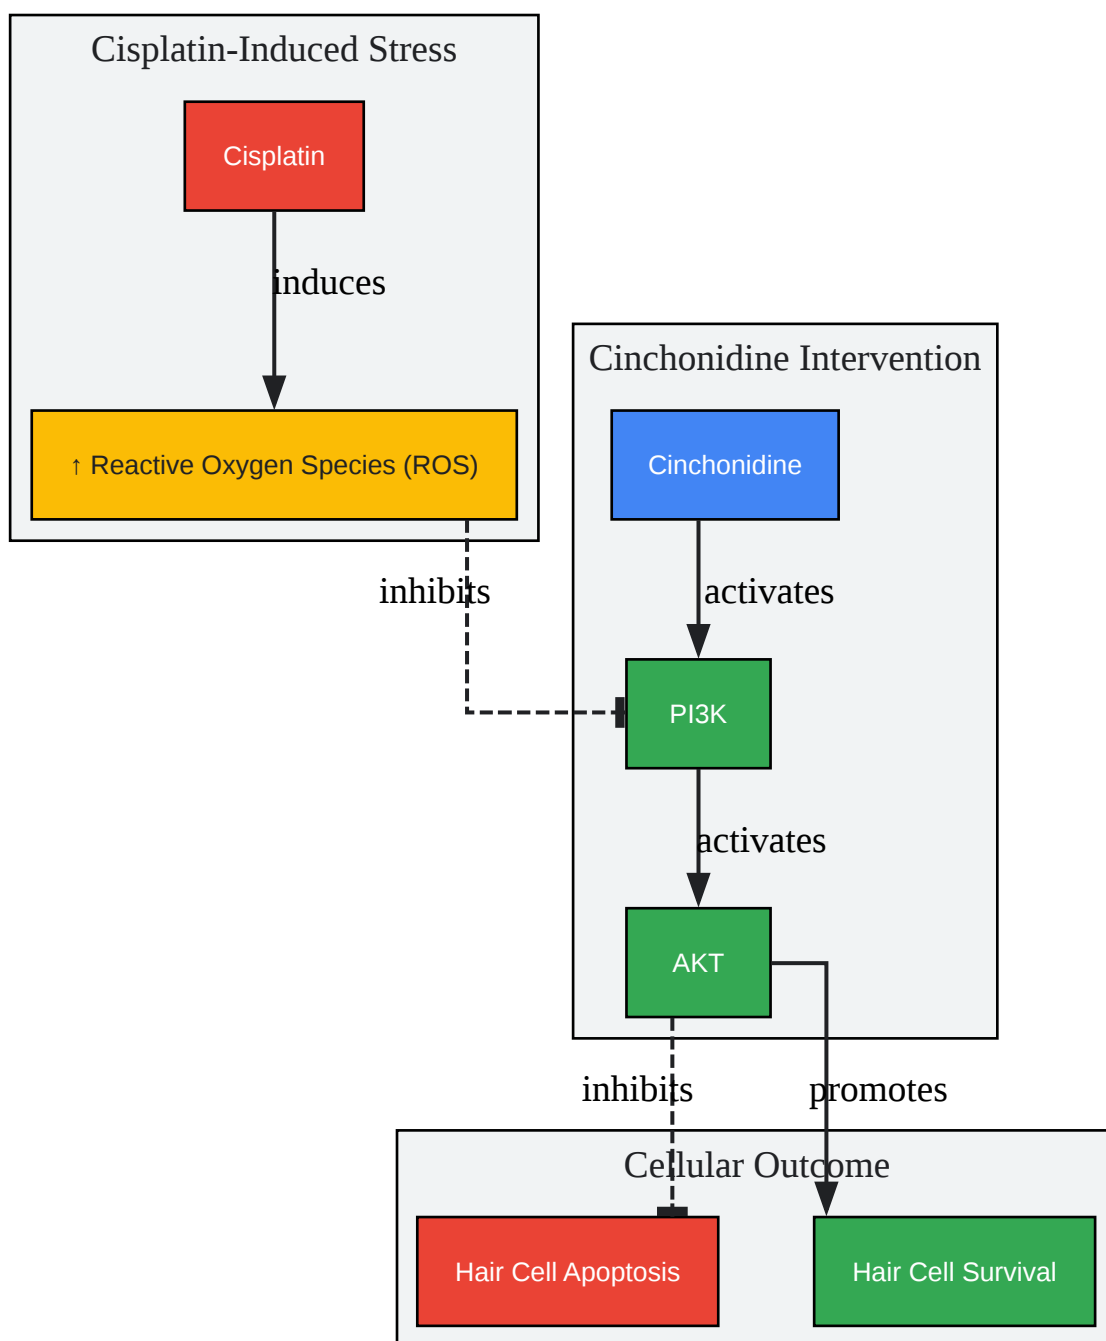 Cisplatin-Induced Stress
Cisplatin
induces
↑ Reactive Oxygen Species (ROS)
Cinchonidine Intervention
Cinchonidine
inhibits
activates
PI3K
activates
AKT
inhibits
promotes
Cellular Outcome
Hair Cell Apoptosis
Hair Cell Survival